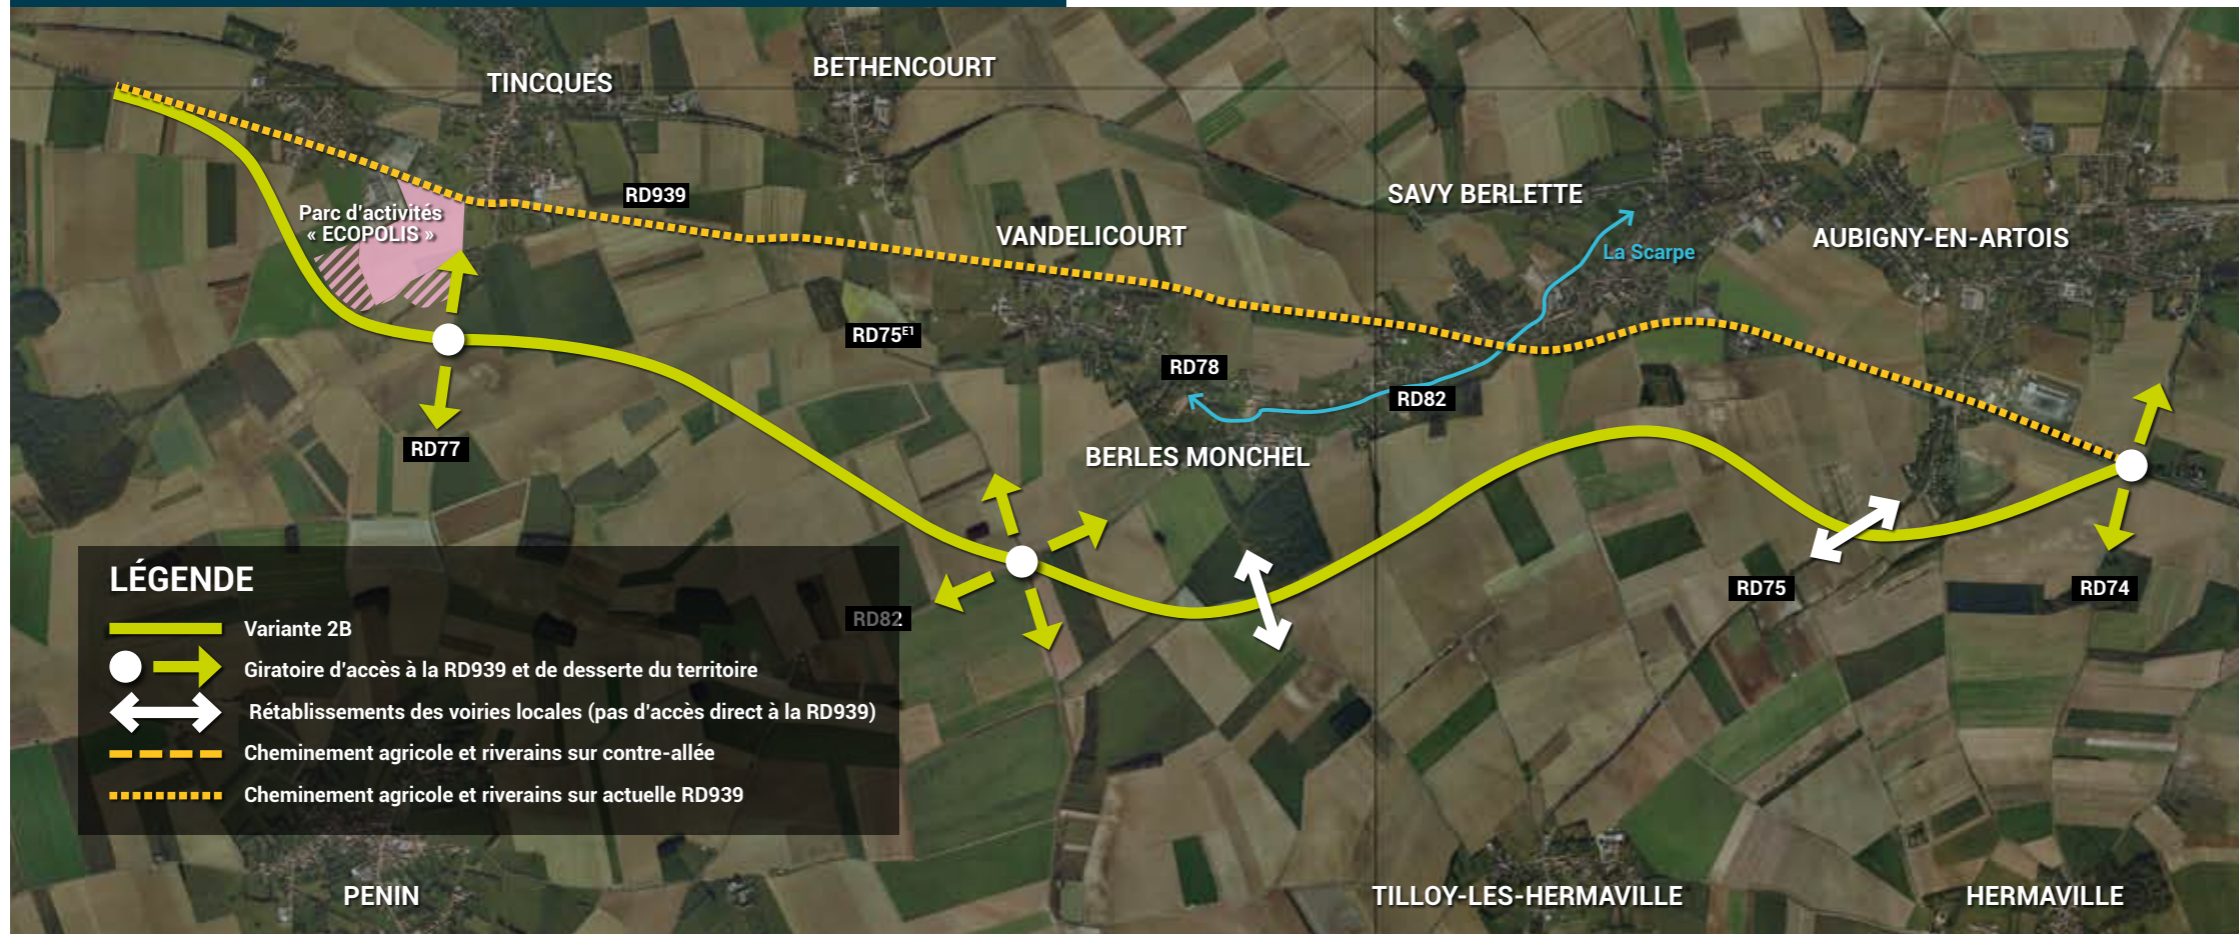 BETHENCOURT
TINCQUES
RD939
SAVY BERLETTE
Parc d'activités
« ECOPOLIS »
VANDELICOURT
AUBIGNY-EN-ARTOIS
La Scarpe
RD75E1
RD78
RD82
RD77
BERLES MONCHEL
RD75
RD74
RD82
LÉGENDE
Variante 2B
Giratoire d'accès à la RD939 et de desserte du territoire
Rétablissements des voiries locales (pas d'accès direct à la RD939)
Cheminement agricole et riverains sur contre-allée
Cheminement agricole et riverains sur actuelle RD939
PENIN
TILLOY-LES-HERMAVILLE
HERMAVILLE